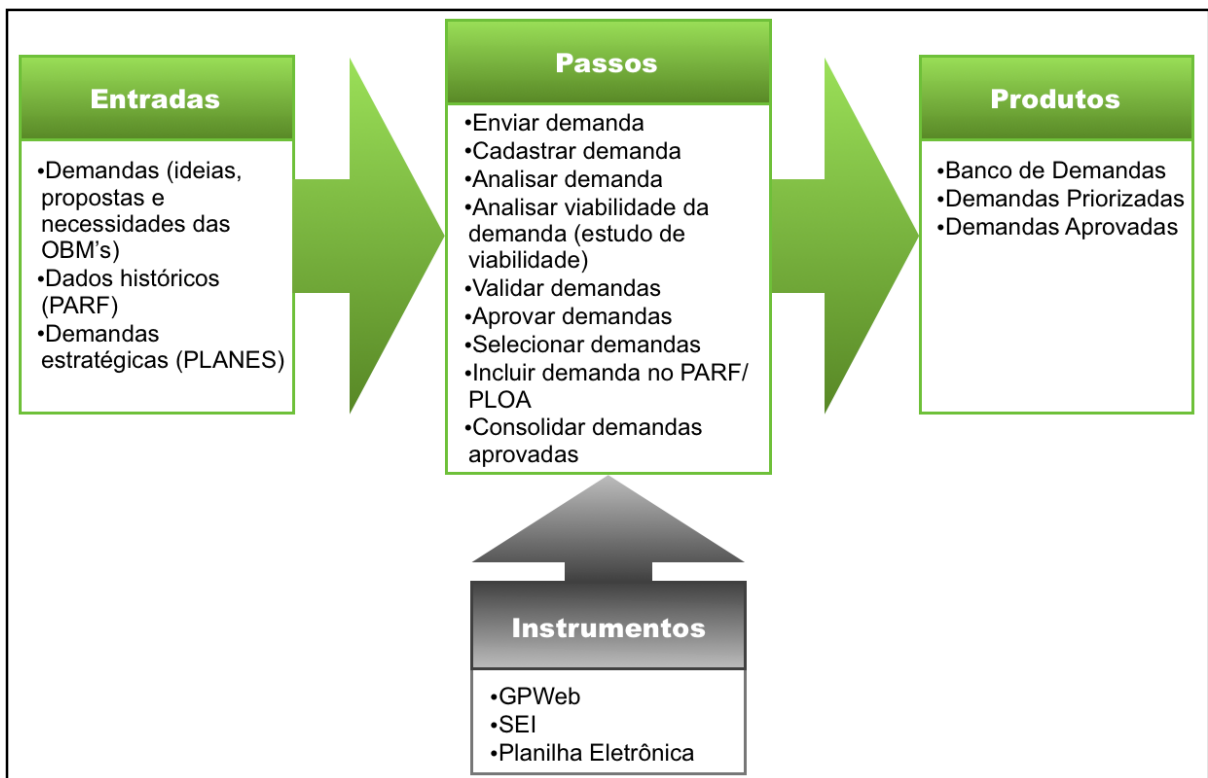 Entradas
•Demandas (ideias,
propostas e
necessidades das
OBM's)
•Dados históricos
(PARF)
•Demandas
estratégicas (PLANES)
Passos
•Enviar demanda
•Cadastrar demanda
•Analisar demanda
•Analisar viabilidade da
demanda (estudo de
viabilidade)
•Validar demandas
•Aprovar demandas
•Selecionar demandas
•Incluir demanda no PARF/
PLOA
•Consolidar demandas
aprovadas
Produtos
•Banco de Demandas
•Demandas Priorizadas
•Demandas Aprovadas
Instrumentos
•GPWeb
•SEI
•Planilha Eletrônica